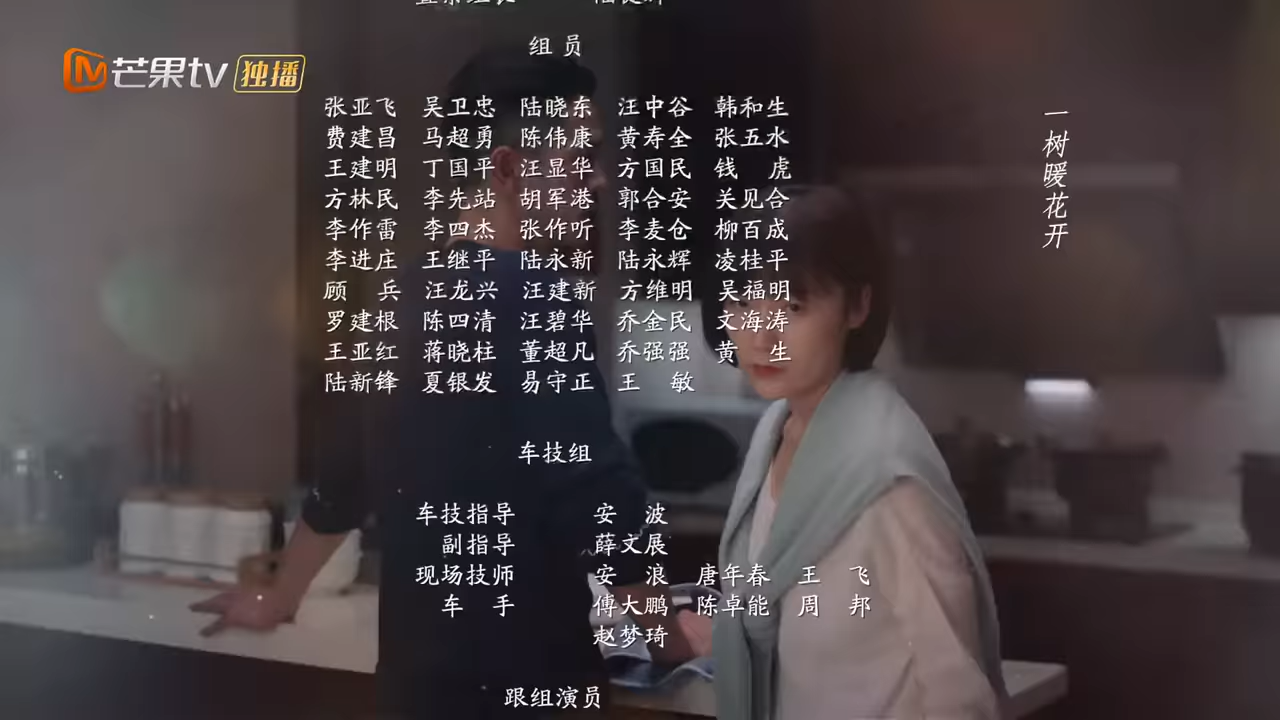 组员
芒果tv 独播
张亚飞 吴卫忠 陆晓东 汪中谷 韩和生
费建昌 马超勇 陈伟康 黄寿全 张五水
王建明 丁国平 汪显华 方国民 钱 虎
方林民 李先站 胡军港 郭合安 关见合
李作雷 李四杰 张作听 李麦仓 柳百成
李进庄 王继平 陆永新 陆永辉 凌桂平
顾 兵 汪龙兴 汪建新 方维明 吴福明
罗建根 陈四清 汪碧华 乔金民 文海涛
王亚红 蒋晓柱 董超凡 乔强强 黄 生
陆新锋 夏银发 易守正 王 敏
一树暖花开
车技组
车技指导 安 波
副指导 薛文展
现场技师 安 浪 唐年春 王 飞
车 手 傅大鹏 陈卓能 周 邦
赵梦琦
跟组演员